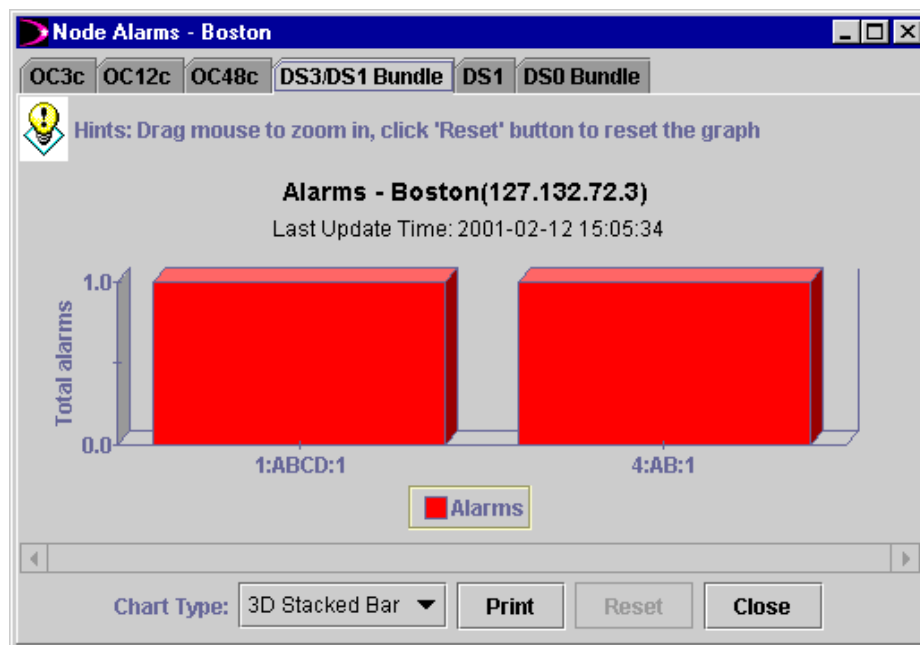 Node Alarms - Boston
OC3c OC12c OC48c DS3/DS1 Bundle DS1 DS0 Bundle
Hints: Drag mouse to zoom in, click 'Reset' button to reset the graph
Alarms - Boston(127.132.72.3)
Last Update Time: 2001-02-12 15:05:34
1.0
Total alarms
0.0
1:ABCD:1 4:AB:1
Alarms
Chart Type: 3D Stacked Bar Print Reset Close